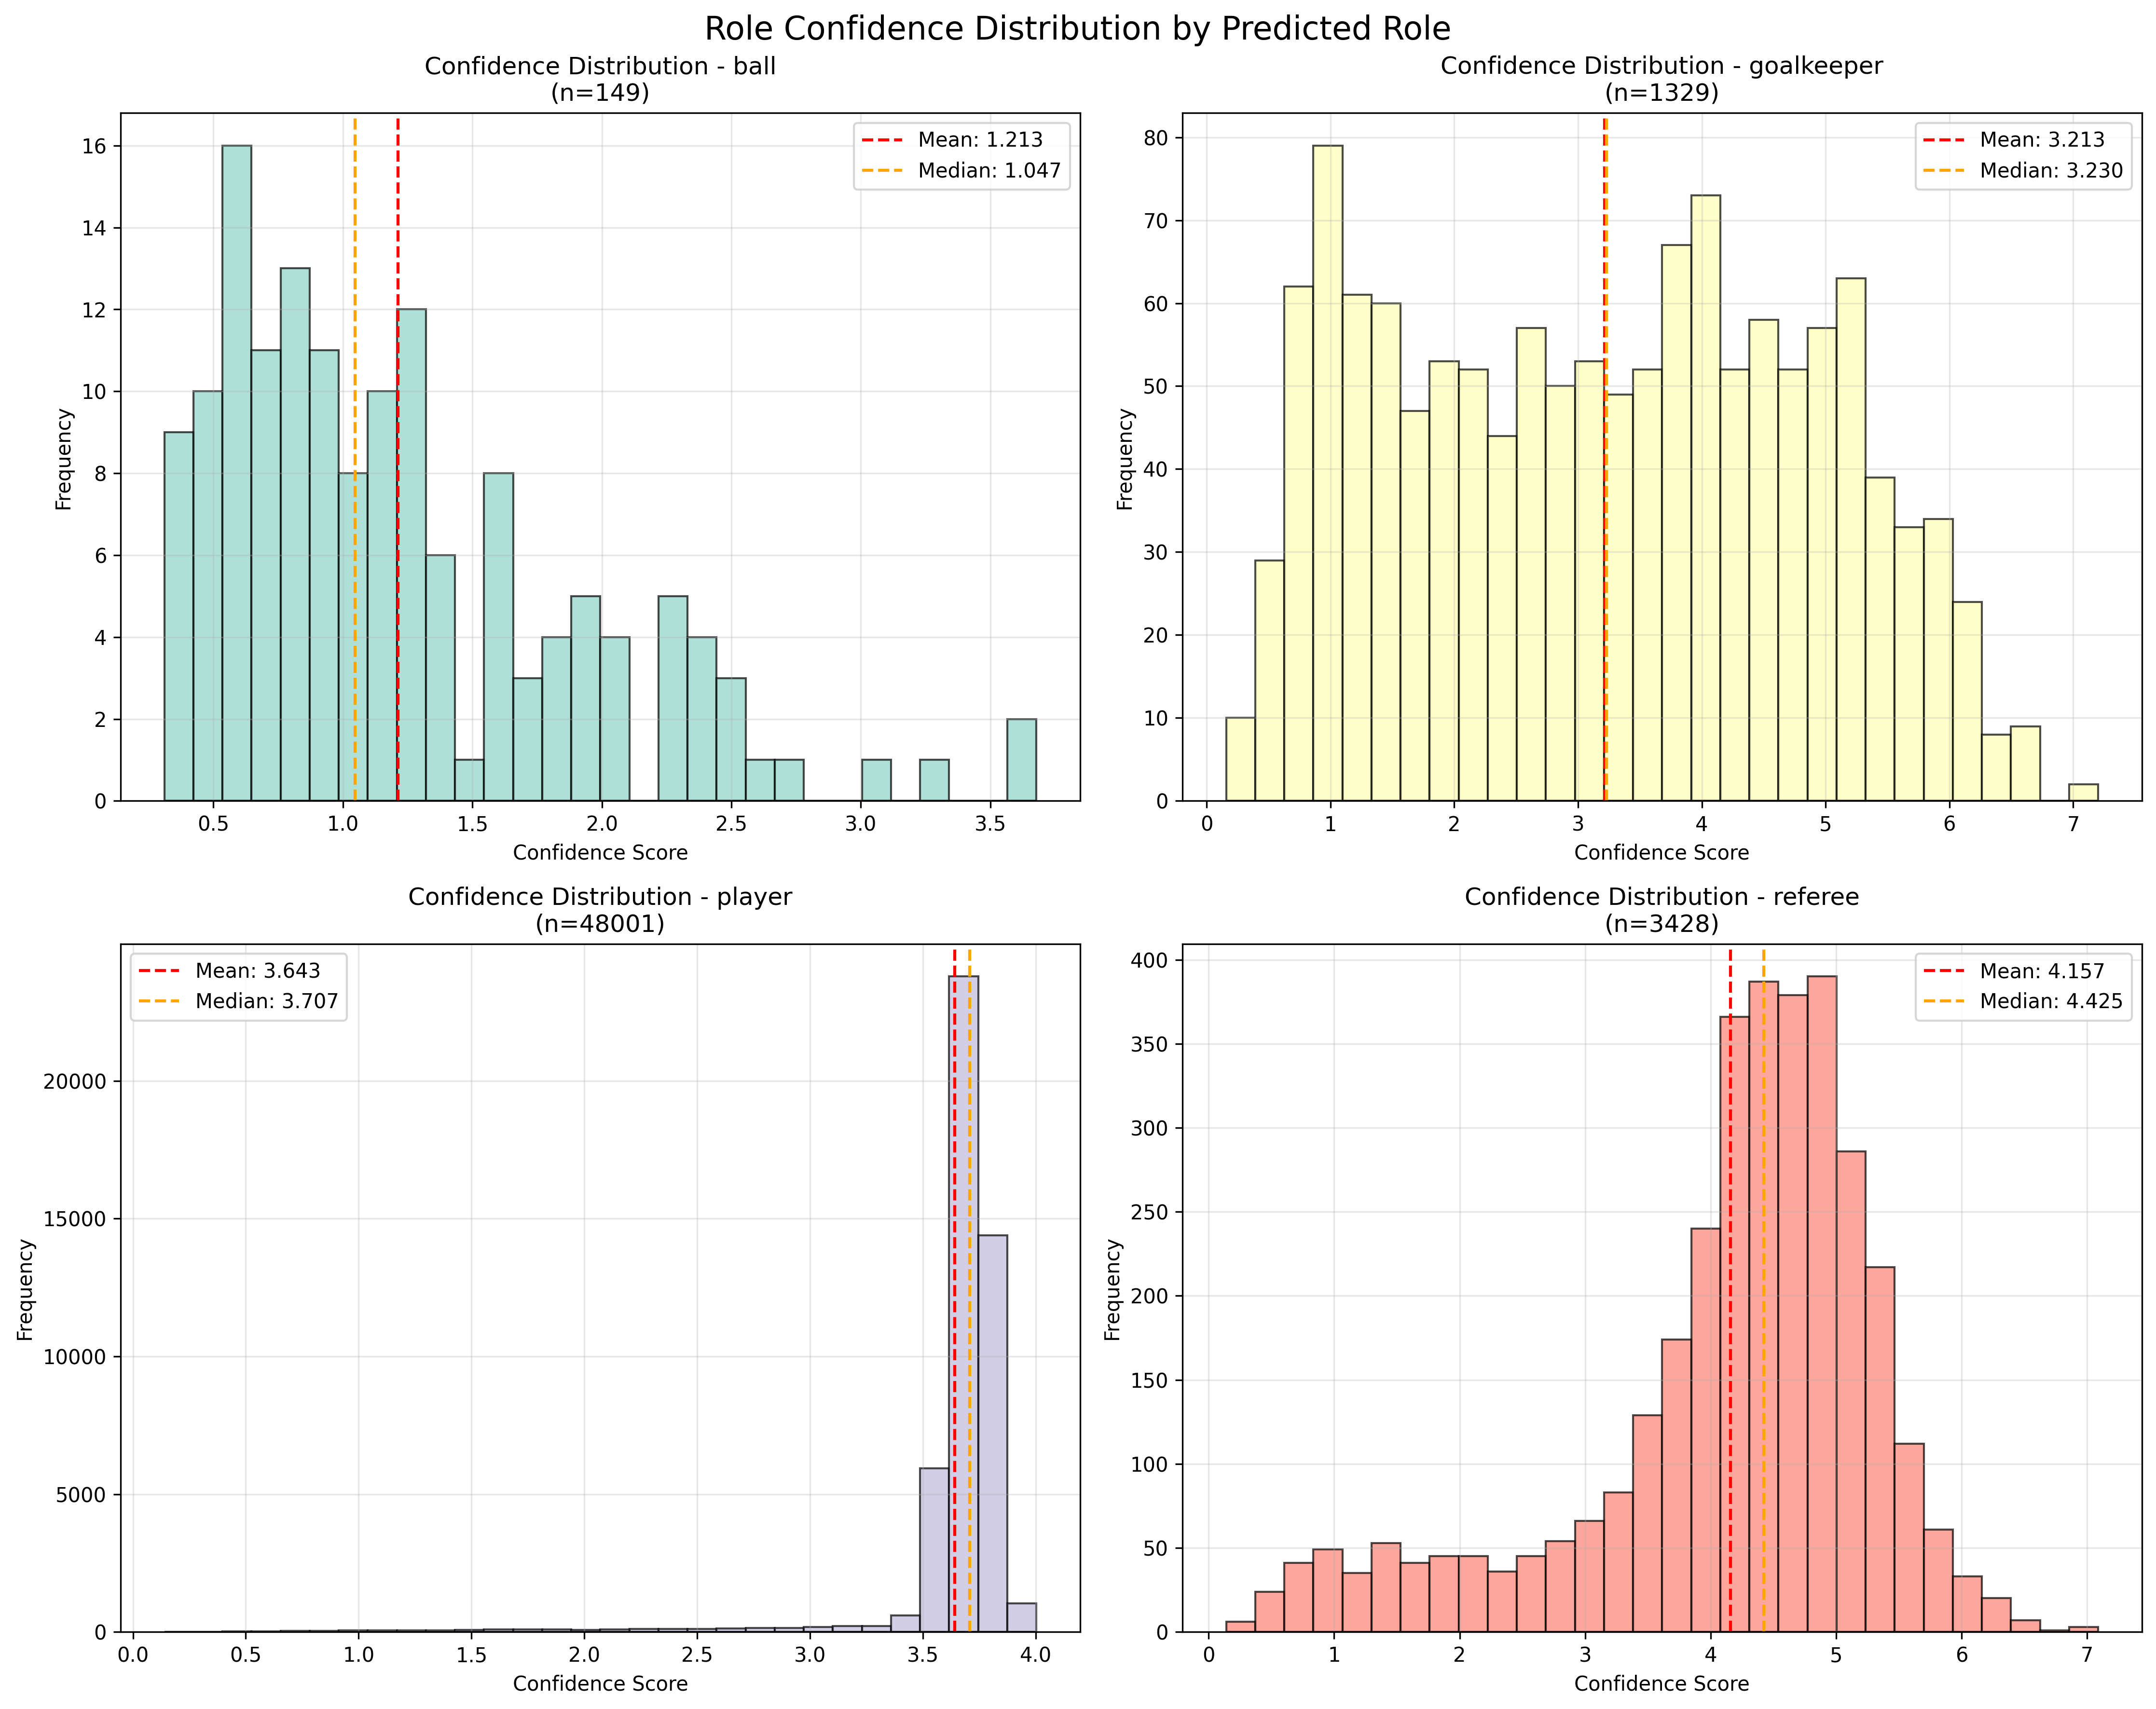 Role Confidence Distribution by Predicted Role
Confidence Distribution - ball
(n=149)
Mean: 1.213
Median: 1.047
Frequency
16
14
12
10
8
6
4
2
0
0.5 1.0 1.5 2.0 2.5 3.0 3.5
Confidence Score
Confidence Distribution - goalkeeper
(n=1329)
Mean: 3.213
Median: 3.230
Frequency
80
70
60
50
40
30
20
10
0
0 1 2 3 4 5 6 7
Confidence Score
Confidence Distribution - player
(n=48001)
Mean: 3.643
Median: 3.707
Frequency
20000
15000
10000
5000
0
0.0 0.5 1.0 1.5 2.0 2.5 3.0 3.5 4.0
Confidence Score
Confidence Distribution - referee
(n=3428)
Mean: 4.157
Median: 4.425
Frequency
400
350
300
250
200
150
100
50
0
0 1 2 3 4 5 6 7
Confidence Score